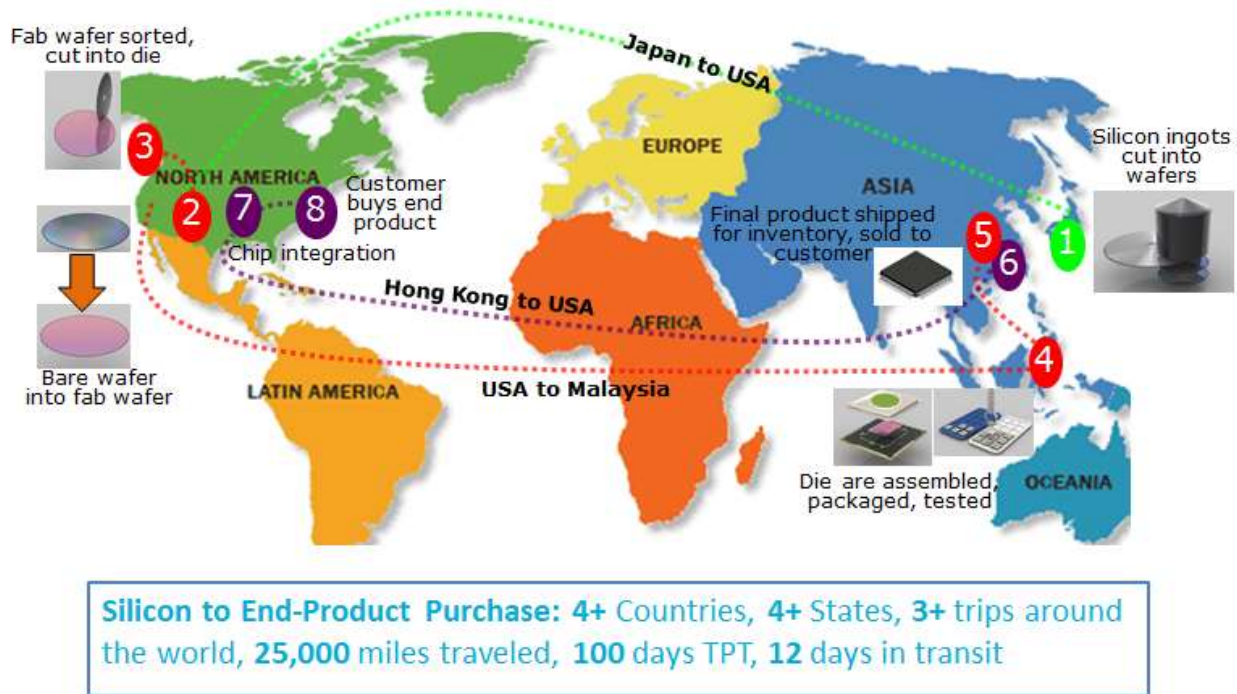 Fab wafer sorted,
cut into die
Japan to USA
Silicon ingots
cut into
wafers
3
NORTH AMERICA
EUROPE
ASIA
2
7
8
Customer
buys end
product
Chip integration
Final product shipped
for inventory, sold to
customer
5
6
1
Hong Kong to USA
AFRICA
4
Bare wafer
into fab wafer
LATIN AMERICA
USA to Malaysia
Die are assembled,
packaged, tested
OCEANIA
Silicon to End-Product Purchase: 4+ Countries, 4+ States, 3+ trips around
the world, 25,000 miles traveled, 100 days TPT, 12 days in transit